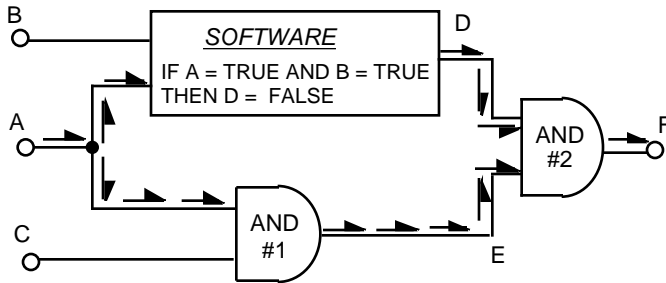 B
SOFTWARE
IF A = TRUE AND B = TRUE
THEN D = FALSE
D
A
AND
#2
F
C
AND
#1
E